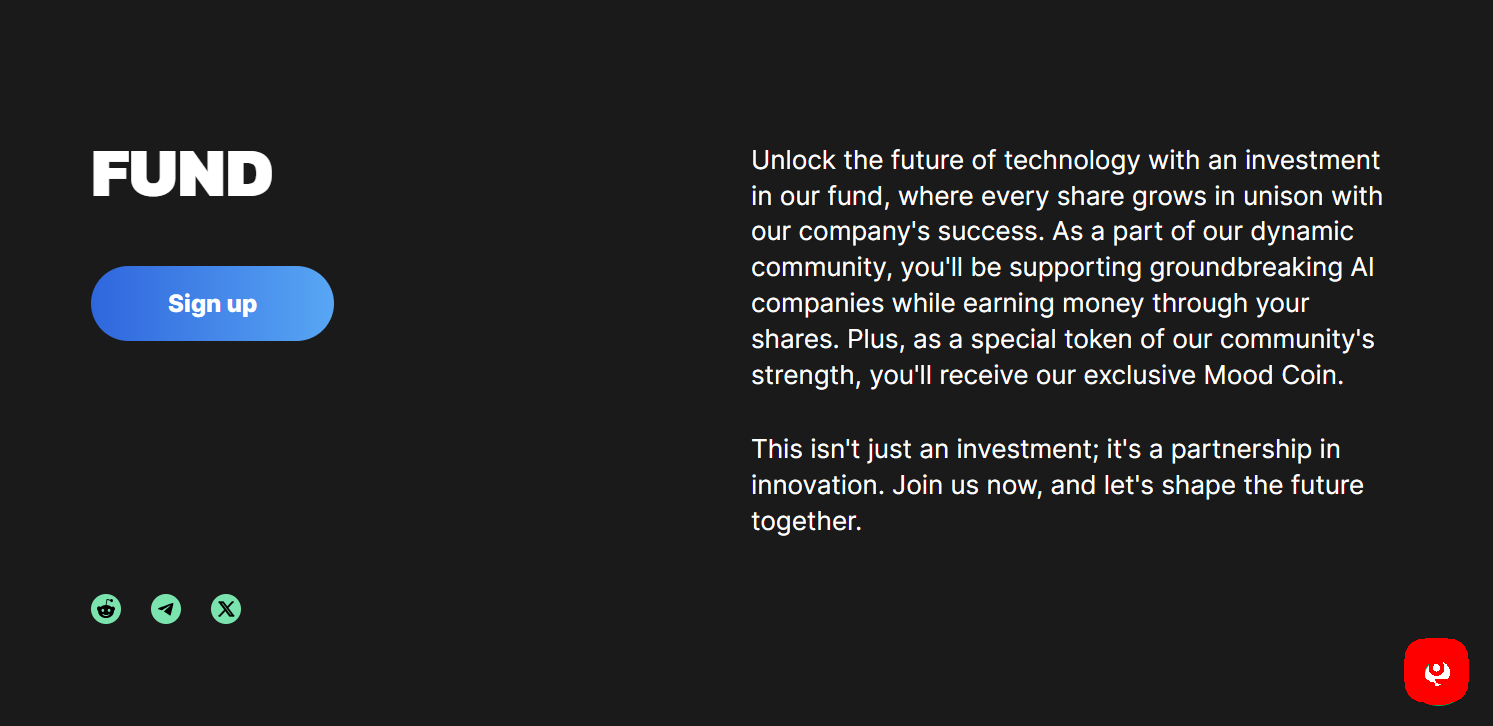 FUND
Sign up
Unlock the future of technology with an investment
in our fund, where every share grows in unison with
our company's success. As a part of our dynamic
community, you'll be supporting groundbreaking AI
companies while earning money through your
shares. Plus, as a special token of our community's
strength, you'll receive our exclusive Mood Coin.
This isn't just an investment; it's a partnership in
innovation. Join us now, and let's shape the future
together.